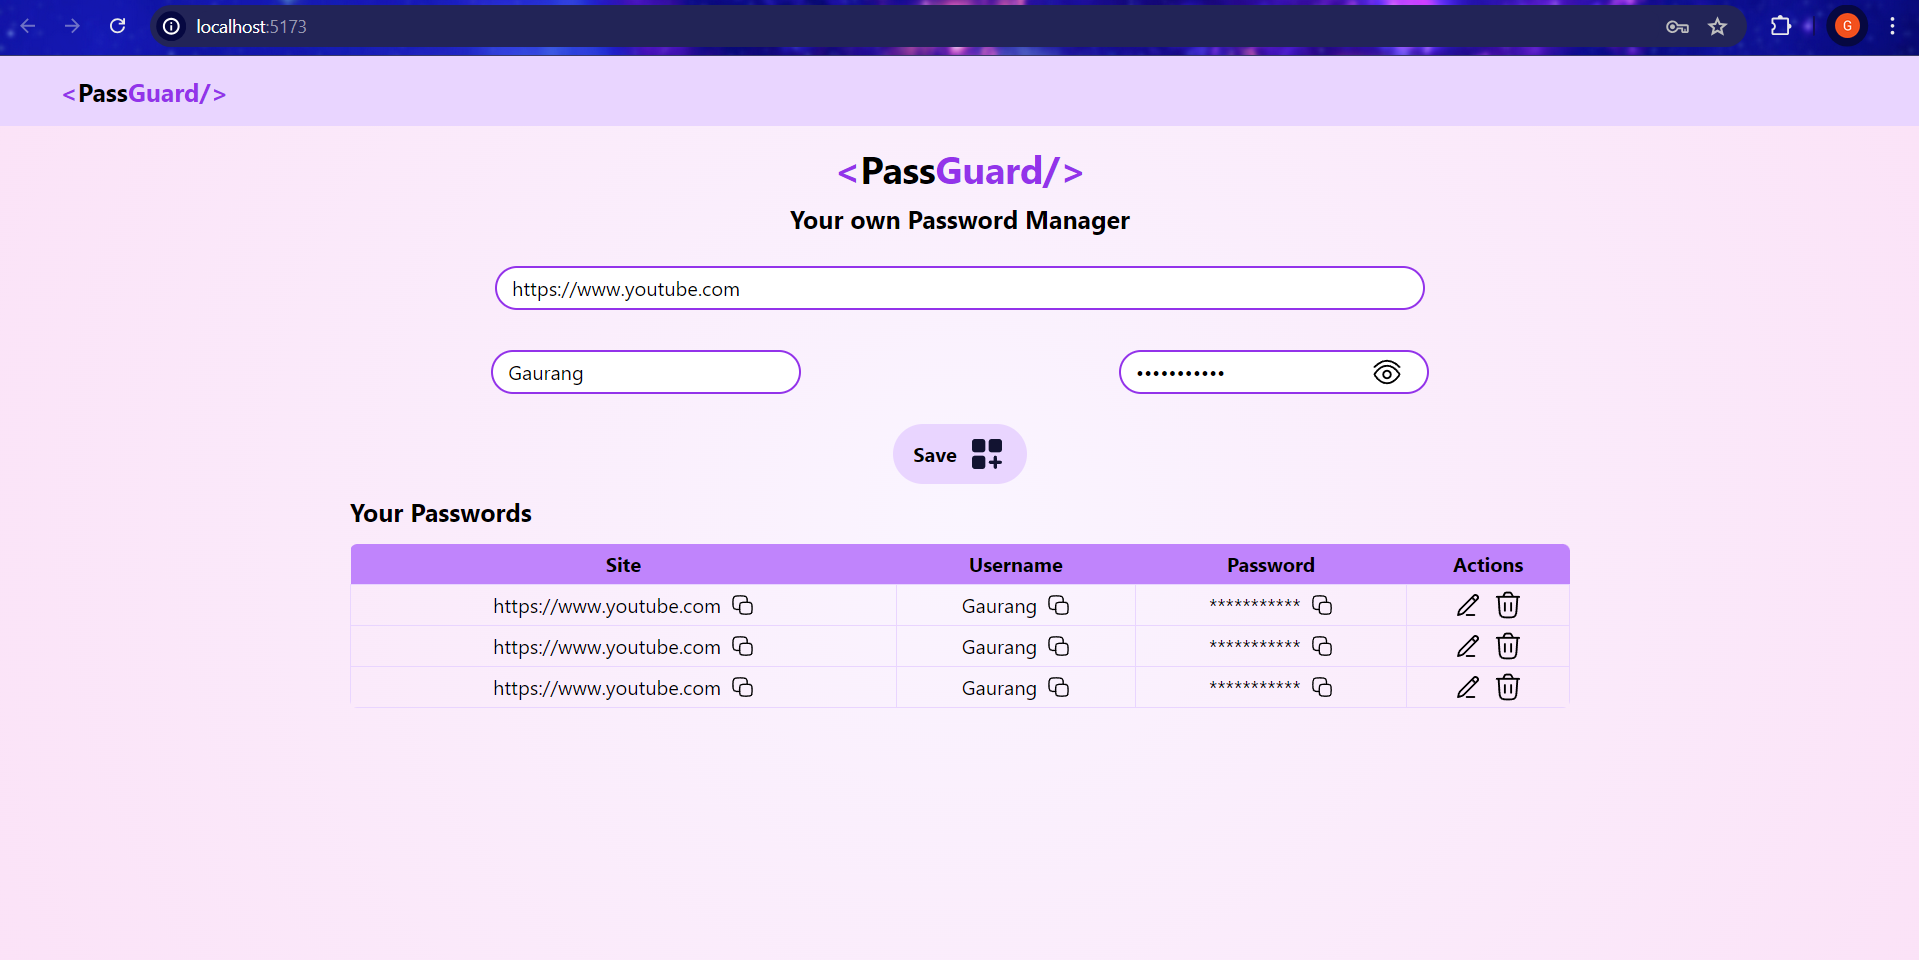 localhost:5173
G
<PassGuard/>
<PassGuard/>
Your own Password Manager
https://www.youtube.com
Gaurang •••••••••••
Save
Your Passwords
Site Username Password Actions
https://www.youtube.com Gaurang *********** 
https://www.youtube.com Gaurang ***********
https://www.youtube.com Gaurang ***********